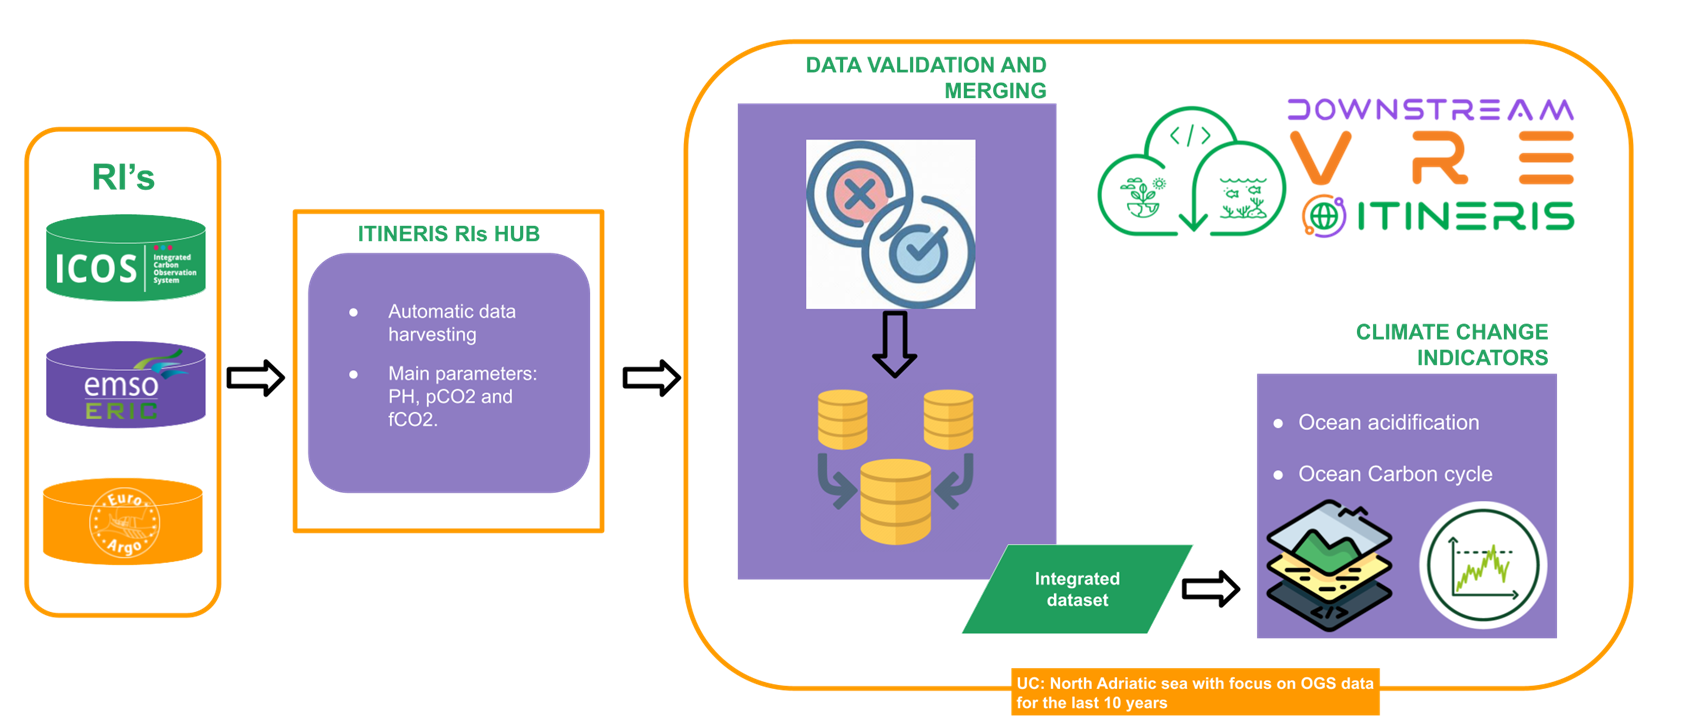 RI's
ICOS
Integrated
Carbon
Observation
System
emso
ERIC
Euro
Argo
ITINERIS RIs HUB
● Automatic data
harvesting
● Main parameters:
PH, pCO2 and
fCO2.
DATA VALIDATION AND
MERGING
Integrated
dataset
</>
DOWNSTREAM
VRE
ITINERIS
CLIMATE CHANGE
INDICATORS
● Ocean acidification
● Ocean Carbon cycle
</>
UC: North Adriatic sea with focus on OGS data
for the last 10 years